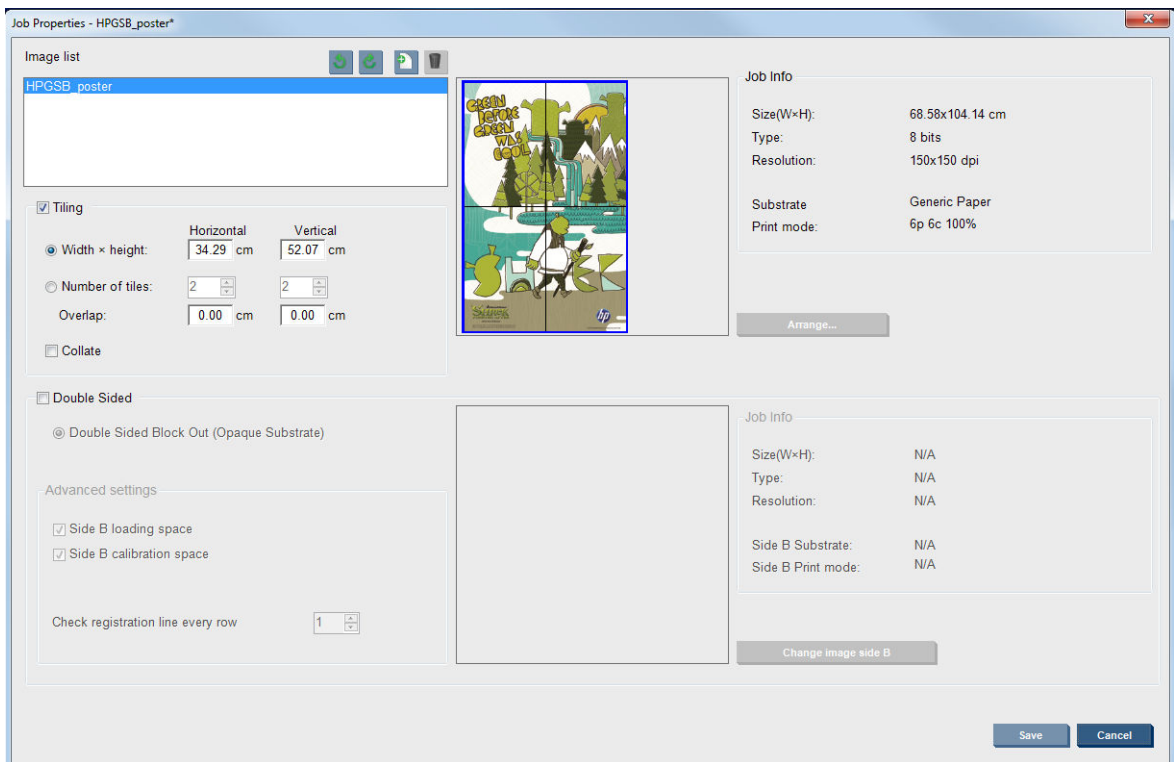 Job Properties - HPGSB_poster*
Image list
HPGSB_poster
GREEN
BEFORE
GREEN
WAS
COOL
SHREK
SHREK
hp
Job Info
Size(W×H): 68.58x104.14 cm
Type: 8 bits
Resolution: 150x150 dpi
Substrate Generic Paper
Print mode: 6p 6c 100%
Arrange...
Tiling
Horizontal Vertical
Width × height: 34.29 cm 52.07 cm
Number of tiles: 2 2
Overlap: 0.00 cm 0.00 cm
Collate
Double Sided
Double Sided Block Out (Opaque Substrate)
Advanced settings
Side B loading space
Side B calibration space
Check registration line every row 1
Job Info
Size(W×H): N/A
Type: N/A
Resolution: N/A
Side B Substrate: N/A
Side B Print mode: N/A
Change image side B
Save Cancel